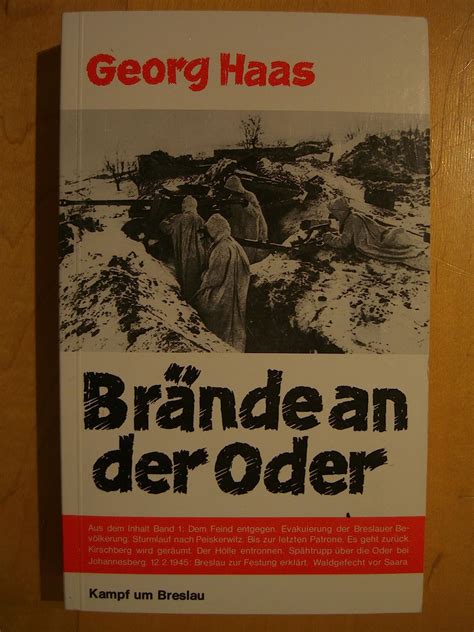 Georg Haas
Brände an
der Oder
Aus dem Inhalt Band 1: Dem Feind entgegen. Evakuierung der Breslauer Be-
völkerung. Sturmlauf nach Peiskerwitz. Bis zur letzten Patrone. Es geht zurück.
Kirschberg wird geräumt. Der Hölle entronnen. Spähtrupp über die Oder bei
Johannesberg. 12.2.1945: Breslau zur Festung erklärt. Waldgefecht vor Saara.
Kampf um Breslau